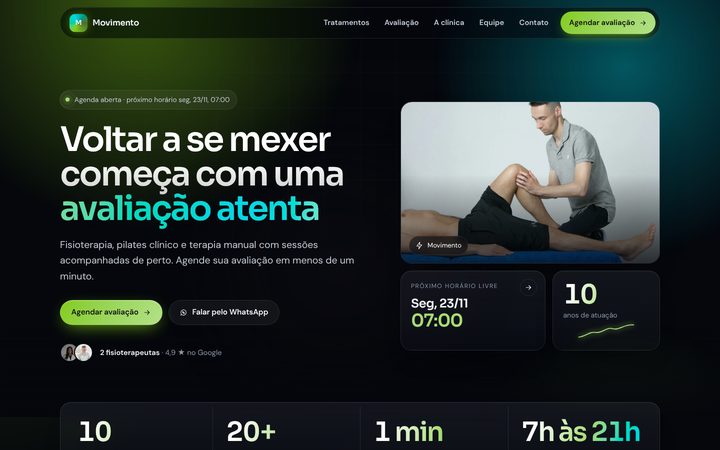 M Movimento
Tratamentos Avaliação A clínica Equipe Contato Agendar avaliação →
Agenda aberta · próximo horário seg, 23/11, 07:00
Voltar a se mexer
começa com uma
avaliação atenta
Fisioterapia, pilates clínico e terapia manual com sessões
acompanhadas de perto. Agende sua avaliação em menos de um
minuto.
Agendar avaliação → Falar pelo WhatsApp
2 fisioterapeutas · 4,9 ★ no Google
Movimento
PRÓXIMO HORÁRIO LIVRE →
Seg, 23/11
07:00
10
anos de atuação
10 20+ 1 min 7h às 21h